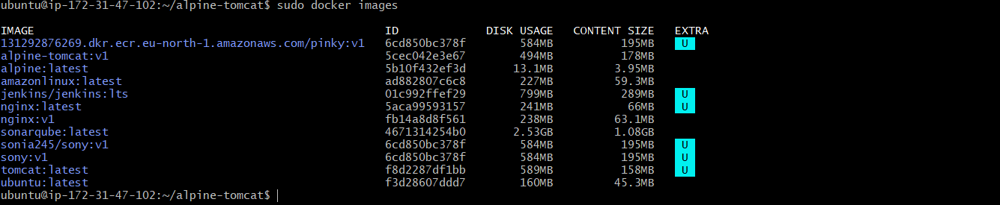 ubuntu@ip-172-31-47-102:~/alpine-tomcat$ sudo docker images
IMAGE ID DISK USAGE CONTENT SIZE EXTRA
131292876269.dkr.ecr.eu-north-1.amazonaws.com/pinky:v1 6cd850bc378f 584MB 195MB U
alpine-tomcat:v1 5cec042e3e67 494MB 178MB
alpine:latest 5b10f432ef3d 13.1MB 3.95MB
amazonlinux:latest ad882807c6c8 227MB 59.3MB
jenkins/jenkins:lts 01c992ffef29 799MB 289MB U
nginx:latest 5aca99593157 241MB 66MB U
nginx:v1 fb14a8d8f561 238MB 63.1MB
sonarqube:latest 4671314254b0 2.53GB 1.08GB
sonia245/sony:v1 6cd850bc378f 584MB 195MB U
sony:v1 6cd850bc378f 584MB 195MB U
tomcat:latest f8d2287df1bb 589MB 158MB U
ubuntu:latest f3d28607ddd7 160MB 45.3MB
ubuntu@ip-172-31-47-102:~/alpine-tomcat$